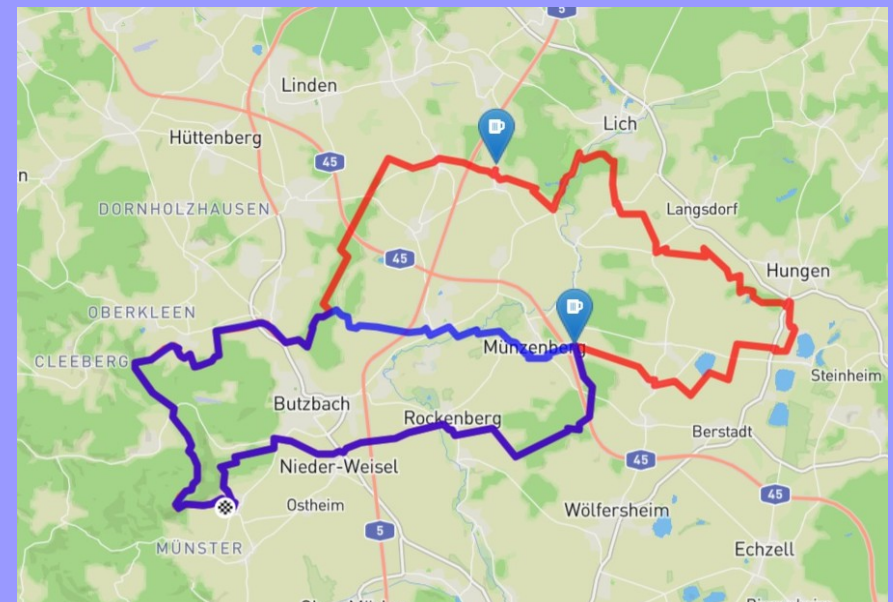 5
Linden
Lich
Hüttenberg
45
n
DORNHOLZHAUSEN
Langsdorf
45
Hungen
OBERKLEEN
Münzenberg
CLEEBERG
Steinheim
Butzbach
Rockenberg
Berstadt
Nieder-Weisel
45
45
Ostheim
Wölfersheim
5
MÜNSTER
Echzell